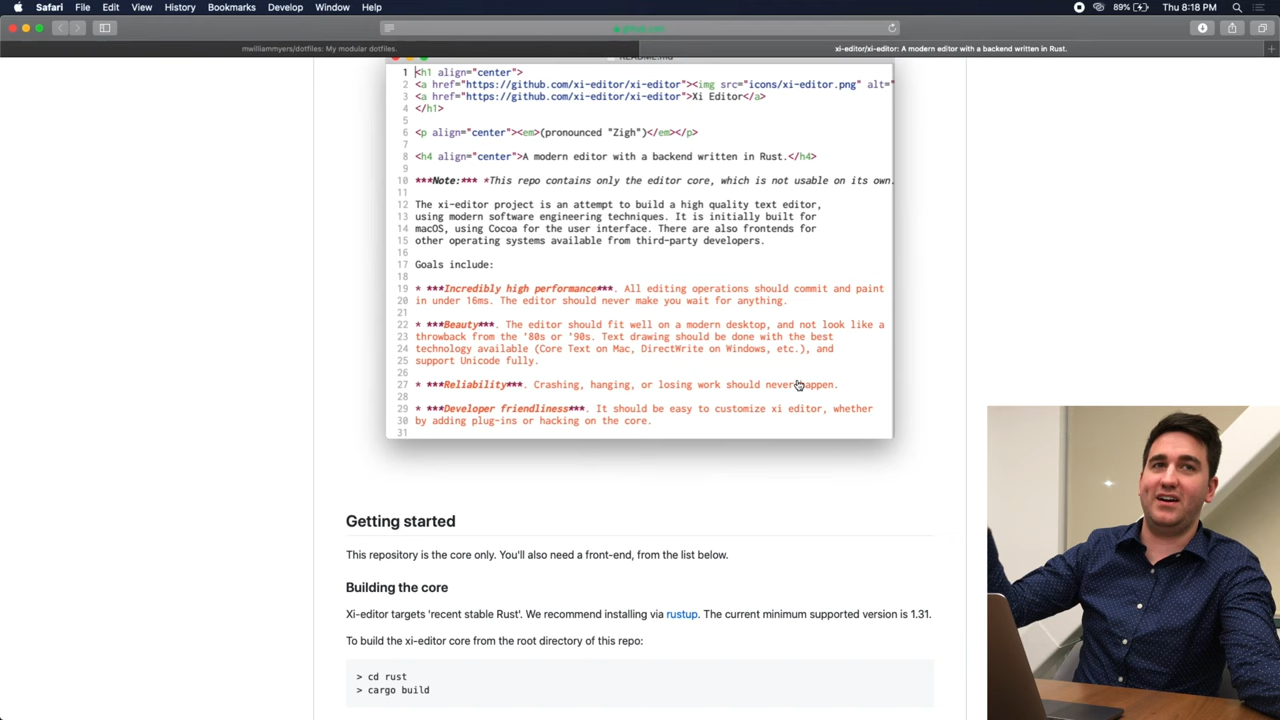 Safari File Edit View History Bookmarks Develop Window Help
89% Thu 8:18 PM
github.com
mwilliammyers/dotfiles: My modular dotfiles.
xi-editor/xi-editor: A modern editor with a backend written in Rust.
README.md
1 <h1 align="center">
2 <a href="https://github.com/xi-editor/xi-editor"><img src="icons/xi-editor.png" alt="
3 <a href="https://github.com/xi-editor/xi-editor">Xi Editor</a>
4 </h1>
5
6 <p align="center"><em>(pronounced "Zigh")</em></p>
7
8 <h4 align="center">A modern editor with a backend written in Rust.</h4>
9
10 ***Note:*** *This repo contains only the editor core, which is not usable on its own.
11
12 The xi-editor project is an attempt to build a high quality text editor,
13 using modern software engineering techniques. It is initially built for
14 macOS, using Cocoa for the user interface. There are also frontends for
15 other operating systems available from third-party developers.
16
17 Goals include:
18
19 * ***Incredibly high performance***. All editing operations should commit and paint
20 in under 16ms. The editor should never make you wait for anything.
21
22 * ***Beauty***. The editor should fit well on a modern desktop, and not look like a
23 throwback from the '80s or '90s. Text drawing should be done with the best
24 technology available (Core Text on Mac, DirectWrite on Windows, etc.), and
25 support Unicode fully.
26
27 * ***Reliability***. Crashing, hanging, or losing work should never happen.
28
29 * ***Developer friendliness***. It should be easy to customize xi editor, whether
30 by adding plug-ins or hacking on the core.
31
Getting started
This repository is the core only. You'll also need a front-end, from the list below.
Building the core
Xi-editor targets 'recent stable Rust'. We recommend installing via rustup. The current minimum supported version is 1.31.
To build the xi-editor core from the root directory of this repo:
> cd rust
> cargo build